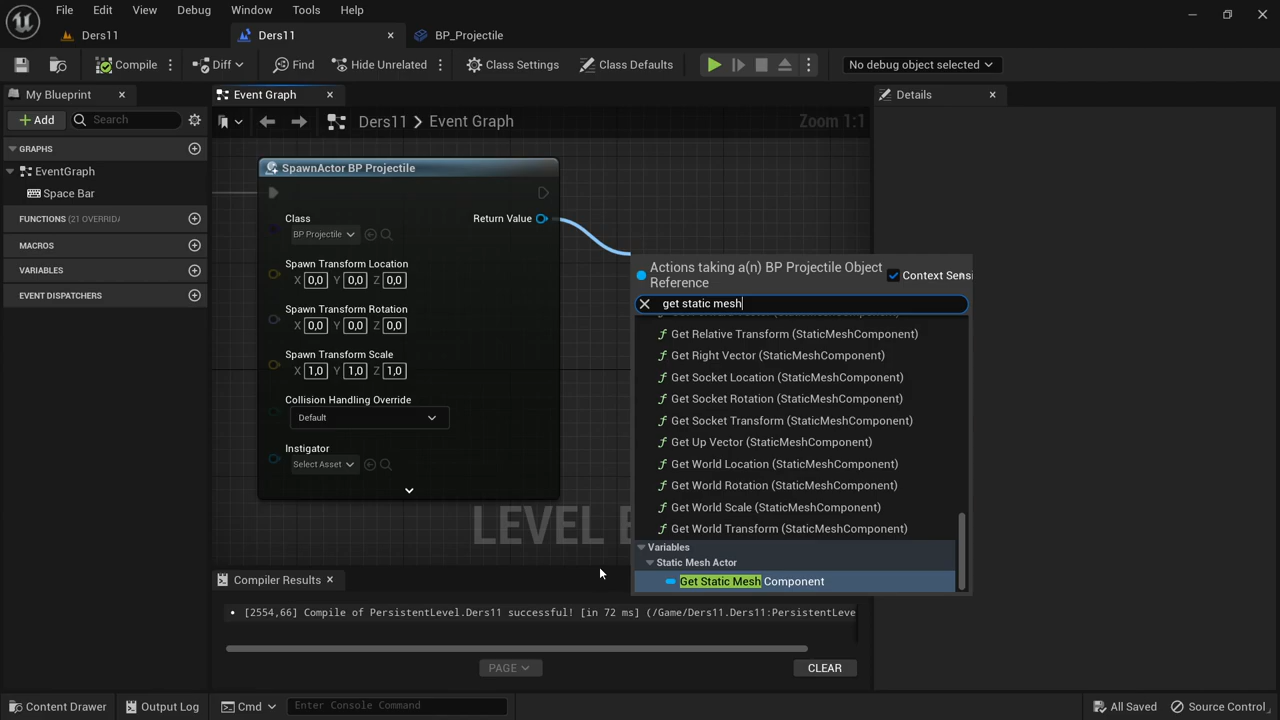 File Edit View Debug Window Tools Help
Ders11 Ders11 BP_Projectile
Compile Diff Find Hide Unrelated Class Settings Class Defaults No debug object selected
My Blueprint Event Graph Details
Add Search Ders11 > Event Graph Zoom 1:1
GRAPHS
EventGraph
Space Bar
FUNCTIONS (21 OVERRIDA
MACROS
VARIABLES
EVENT DISPATCHERS
SpawnActor BP Projectile
Class Return Value
BP Projectile
Spawn Transform Location
X 0,0 Y 0,0 Z 0,0
Spawn Transform Rotation
X 0,0 Y 0,0 Z 0,0
Spawn Transform Scale
X 1,0 Y 1,0 Z 1,0
Collision Handling Override
Default
Instigator
Select Asset
Actions taking a(n) BP Projectile Object
Reference
Context Sensi
get static mesh
Get Relative Transform (StaticMeshComponent)
Get Right Vector (StaticMeshComponent)
Get Socket Location (StaticMeshComponent)
Get Socket Rotation (StaticMeshComponent)
Get Socket Transform (StaticMeshComponent)
Get Up Vector (StaticMeshComponent)
Get World Location (StaticMeshComponent)
Get World Rotation (StaticMeshComponent)
Get World Scale (StaticMeshComponent)
Get World Transform (StaticMeshComponent)
Variables
Static Mesh Actor
Get Static Mesh Component
LEVEL
Compiler Results
[2554,66] Compile of PersistentLevel.Ders11 successful! [in 72 ms] (/Game/Ders11.Ders11:PersistentLeve
PAGE CLEAR
Content Drawer Output Log Cmd Enter Console Command All Saved Source Control